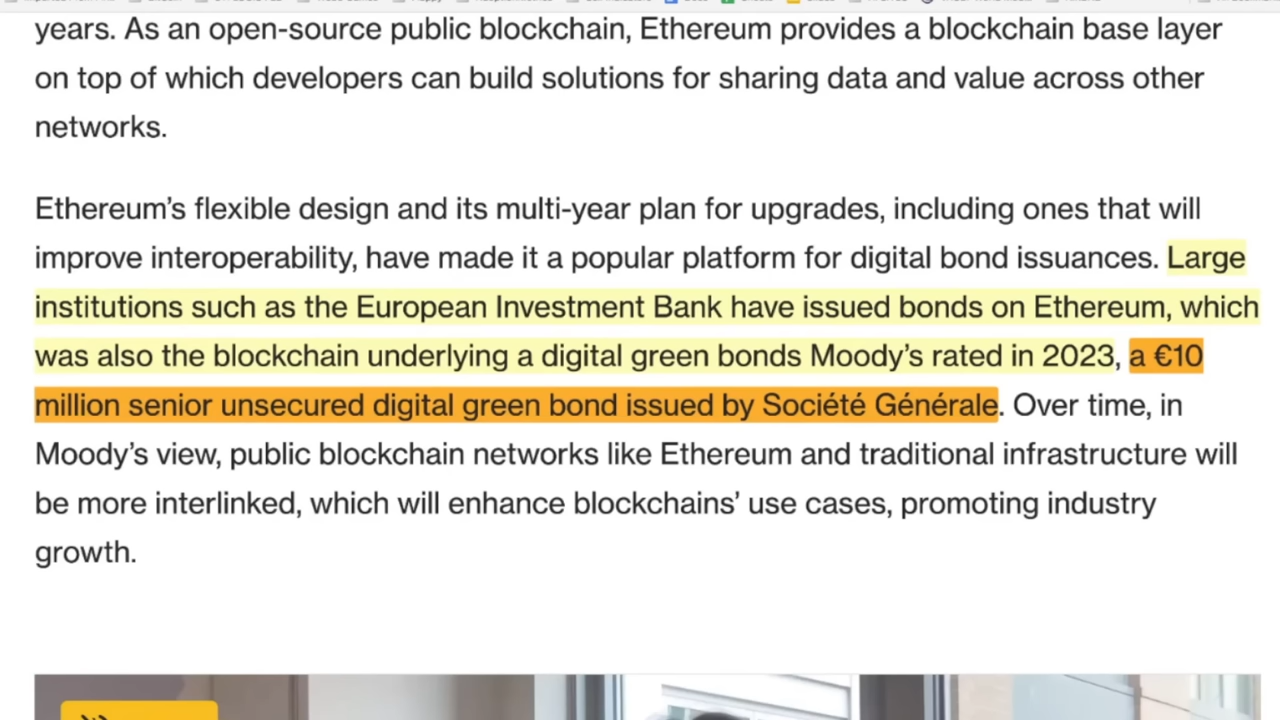 years. As an open-source public blockchain, Ethereum provides a blockchain base layer
on top of which developers can build solutions for sharing data and value across other
networks.
Ethereum’s flexible design and its multi-year plan for upgrades, including ones that will
improve interoperability, have made it a popular platform for digital bond issuances. Large
institutions such as the European Investment Bank have issued bonds on Ethereum, which
was also the blockchain underlying a digital green bonds Moody’s rated in 2023, a €10
million senior unsecured digital green bond issued by Société Générale. Over time, in
Moody’s view, public blockchain networks like Ethereum and traditional infrastructure will
be more interlinked, which will enhance blockchains’ use cases, promoting industry
growth.